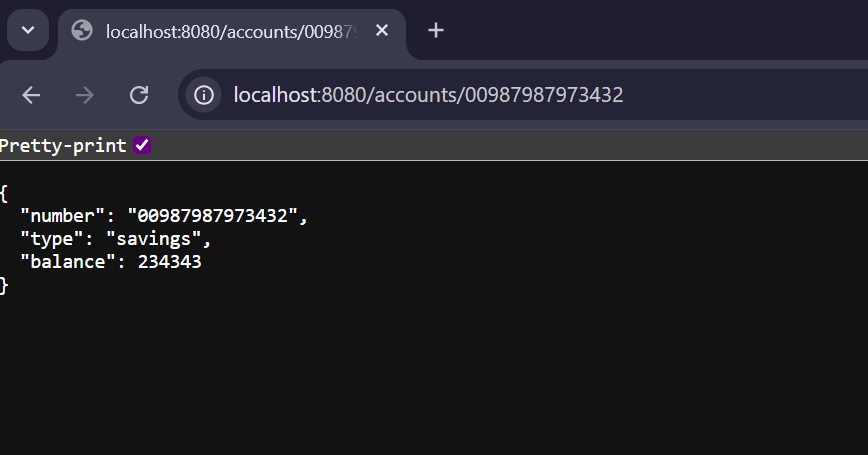 localhost:8080/accounts/00987
localhost:8080/accounts/00987987973432
Pretty-print
{
"number": "00987987973432",
"type": "savings",
"balance": 234343
}